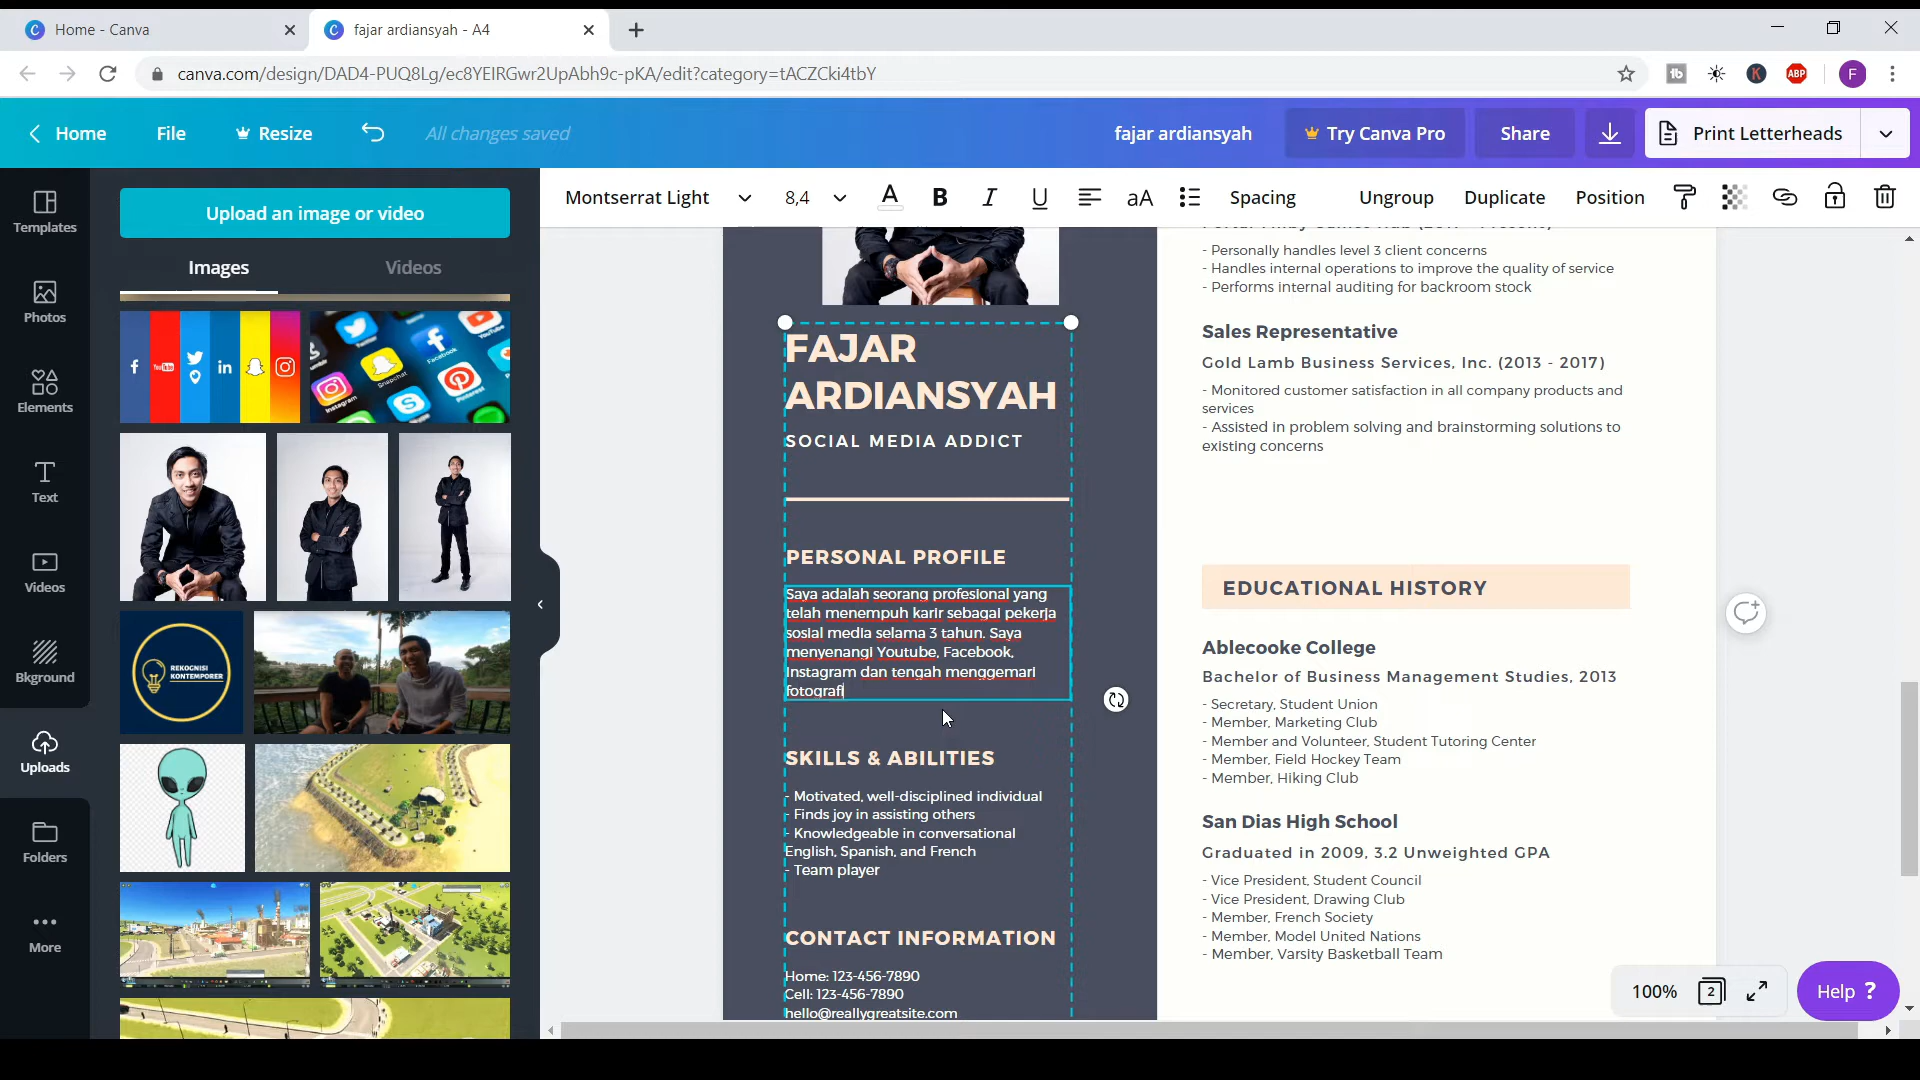 Home - Canva
fajar ardiansyah - A4
canva.com/design/DAD4-PUQ8Lg/ec8YEIRGwr2UpAbh9c-pKA/edit?category=tACZCki4tbY
tb
K
ABP
F
Home
File
Resize
All changes saved
fajar ardiansyah
Try Canva Pro
Share
Print Letterheads
Montserrat Light
8,4
A
B
I
U
aA
Spacing
Ungroup
Duplicate
Position
Templates
Photos
Elements
Text
Videos
Bkground
Uploads
Folders
More
Upload an image or video
Images
Videos
YouTube
Facebook
Snapchat
Instagram
Skype
Pinterest
REKOGNISI
KONTEMPORER
FAJAR
ARDIANSYAH
SOCIAL MEDIA ADDICT
PERSONAL PROFILE
Saya adalah seorang profesional yang
telah menempuh karir sebagai pekerja
sosial media selama 3 tahun. Saya
menyenangi Youtube, Facebook,
Instagram dan tengah menggemari
fotografi
SKILLS & ABILITIES
- Motivated, well-disciplined individual
- Finds joy in assisting others
- Knowledgeable in conversational
English, Spanish, and French
- Team player
CONTACT INFORMATION
Home: 123-456-7890
Cell: 123-456-7890
hello@reallygreatsite.com
- Personally handles level 3 client concerns
- Handles internal operations to improve the quality of service
- Performs internal auditing for backroom stock
Sales Representative
Gold Lamb Business Services, Inc. (2013 - 2017)
- Monitored customer satisfaction in all company products and
services
- Assisted in problem solving and brainstorming solutions to
existing concerns
EDUCATIONAL HISTORY
Ablecooke College
Bachelor of Business Management Studies, 2013
- Secretary, Student Union
- Member, Marketing Club
- Member and Volunteer, Student Tutoring Center
- Member, Field Hockey Team
- Member, Hiking Club
San Dias High School
Graduated in 2009, 3.2 Unweighted GPA
- Vice President, Student Council
- Vice President, Drawing Club
- Member, French Society
- Member, Model United Nations
- Member, Varsity Basketball Team
100%
2
Help ?